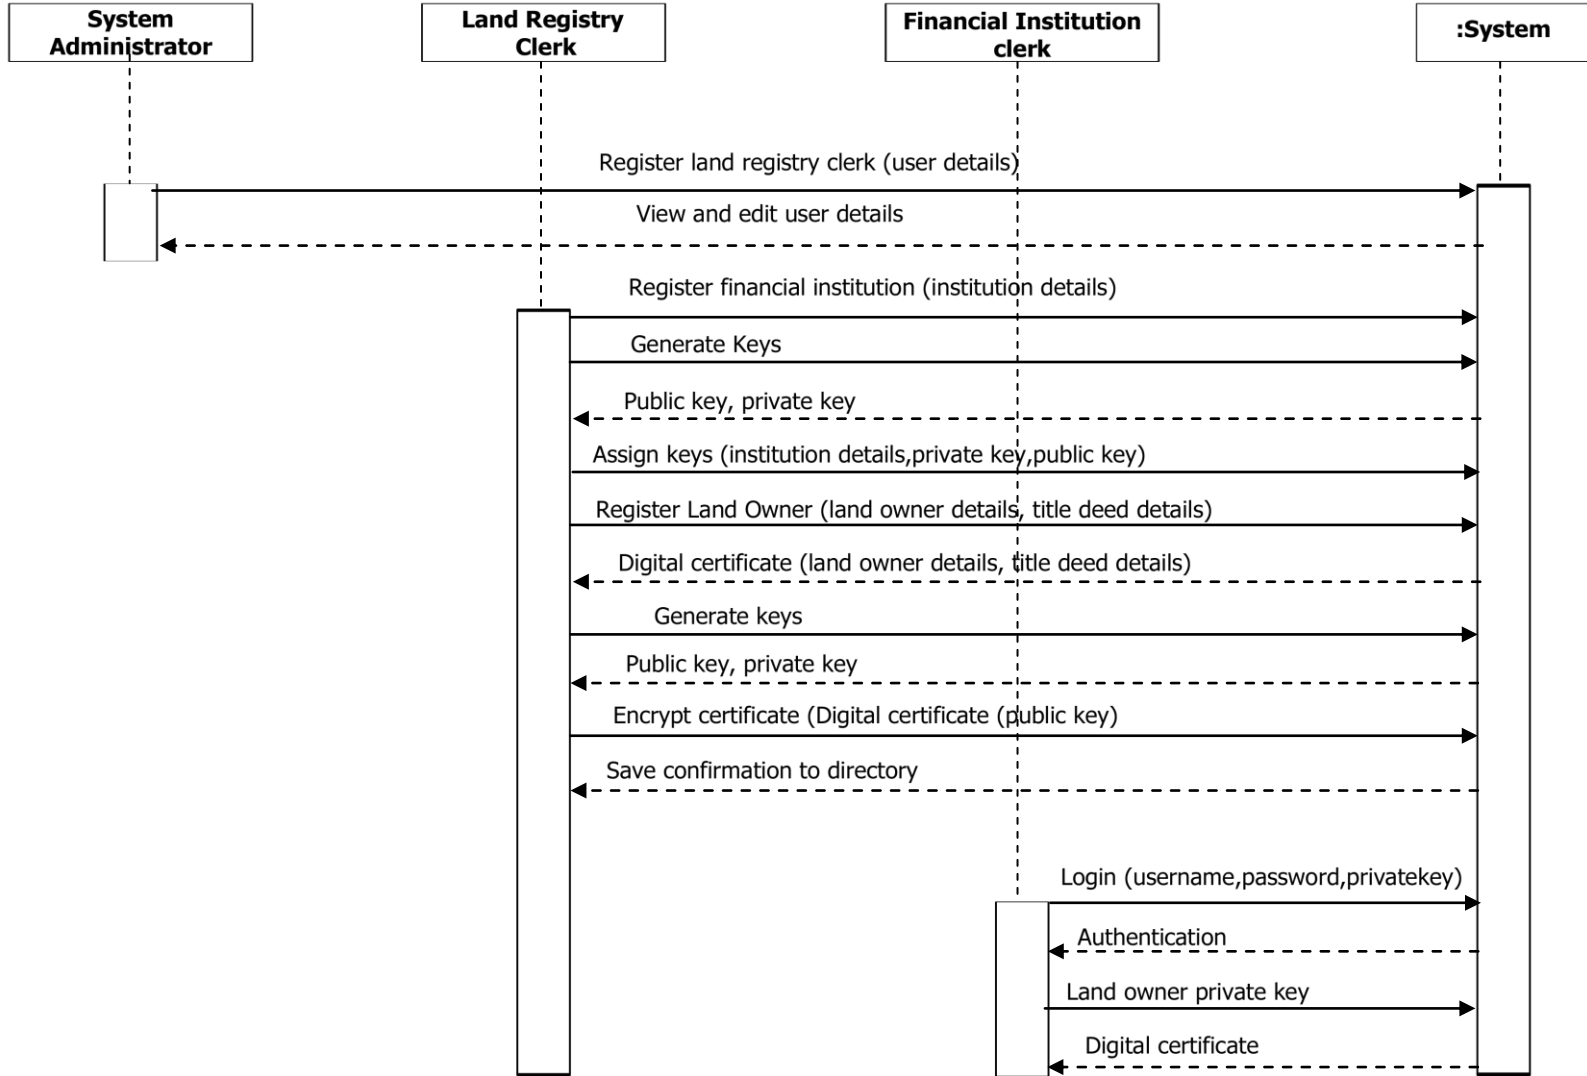 System
Administrator
Land Registry
Clerk
Financial Institution
clerk
:System
Register land registry clerk (user details)
View and edit user details
Register financial institution (institution details)
Generate Keys
Public key, private key
Assign keys (institution details,private key,public key)
Register Land Owner (land owner details, title deed details)
Digital certificate (land owner details, title deed details)
Generate keys
Public key, private key
Encrypt certificate (Digital certificate (public key)
Save confirmation to directory
Login (username,password,privatekey)
Authentication
Land owner private key
Digital certificate